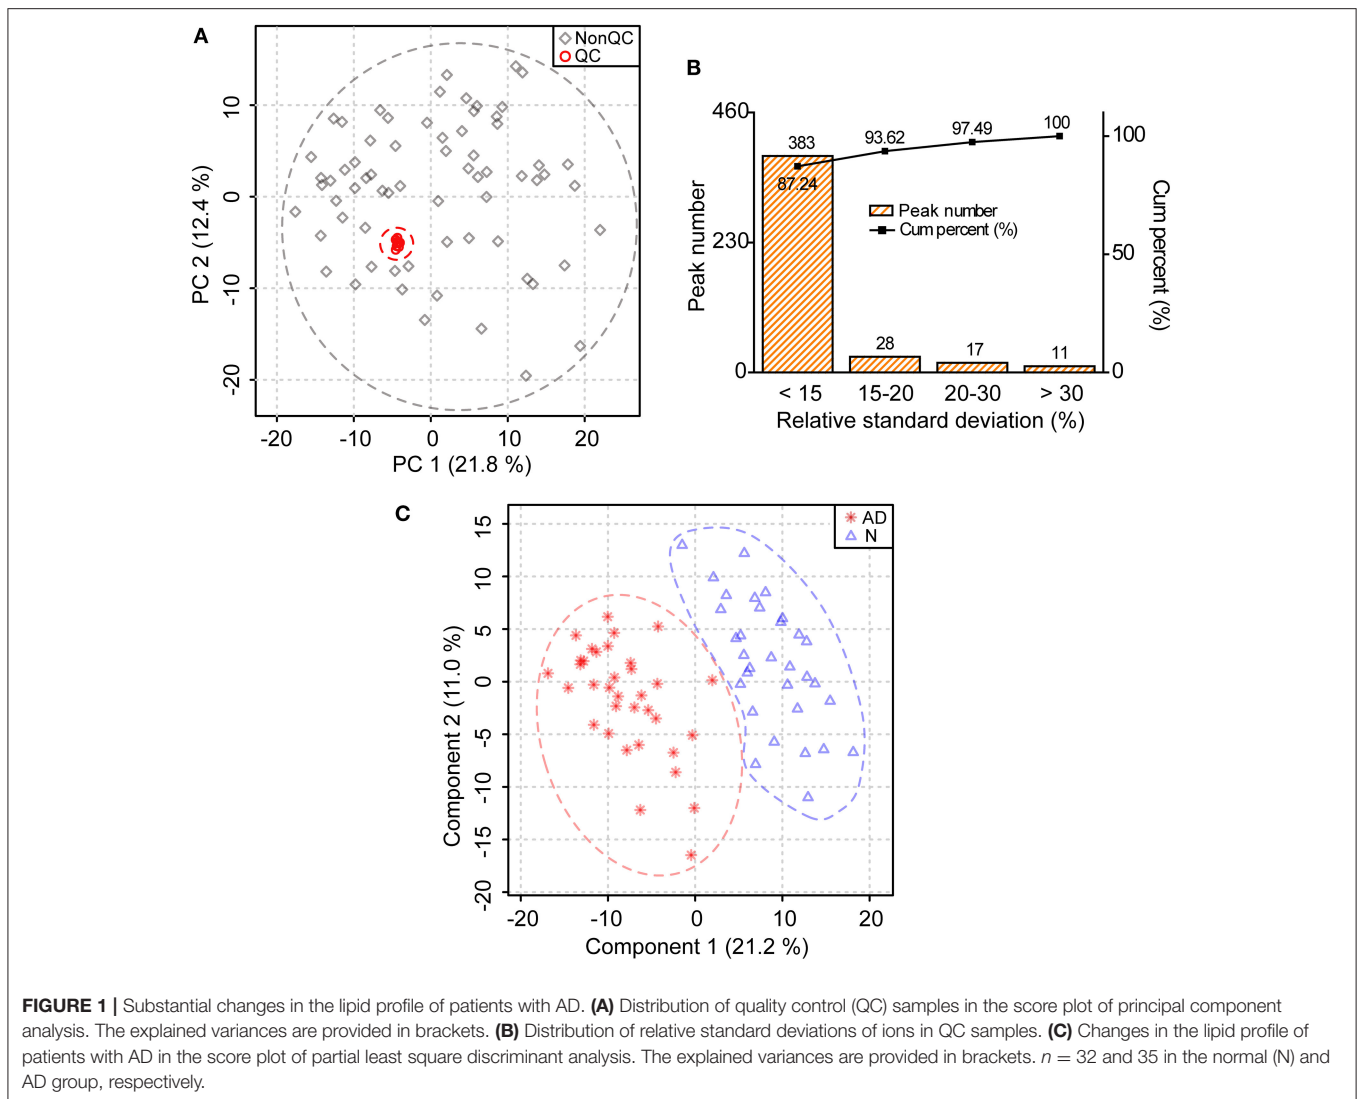 A
NonQC
QC
10
0
-10
-20
PC 2 (12.4 %)
-20 -10 0 10 20
PC 1 (21.8 %)
B
460
230
0
Peak number
383 93.62 97.49 100
87.24
28 17 11
Peak number
Cum percent (%)
100
50
0
Cum percent (%)
< 15 15-20 20-30 > 30
Relative standard deviation (%)
C
AD
N
15
10
5
0
-5
-10
-15
-20
Component 2 (11.0 %)
-20 -10 0 10 20
Component 1 (21.2 %)
FIGURE 1 | Substantial changes in the lipid profile of patients with AD. (A) Distribution of quality control (QC) samples in the score plot of principal component
analysis. The explained variances are provided in brackets. (B) Distribution of relative standard deviations of ions in QC samples. (C) Changes in the lipid profile of
patients with AD in the score plot of partial least square discriminant analysis. The explained variances are provided in brackets. n = 32 and 35 in the normal (N) and
AD group, respectively.